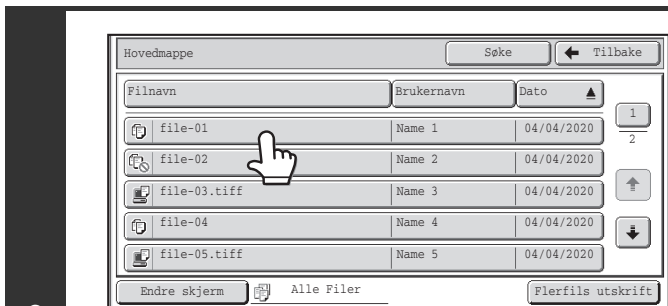 Hovedmappe Søke Tilbake
Filnavn Brukernavn Dato
1
2
file-01 Name 1 04/04/2020
file-02 Name 2 04/04/2020
file-03.tiff Name 3 04/04/2020
file-04 Name 4 04/04/2020
file-05.tiff Name 5 04/04/2020
Endre skjerm Alle Filer Flerfils utskrift